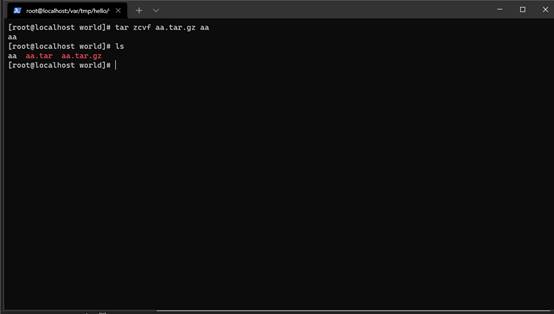 root@localhost:/var/tmp/hello/
[root@localhost world]# tar zcvf aa.tar.gz aa
aa
[root@localhost world]# ls
aa  aa.tar  aa.tar.gz
[root@localhost world]#